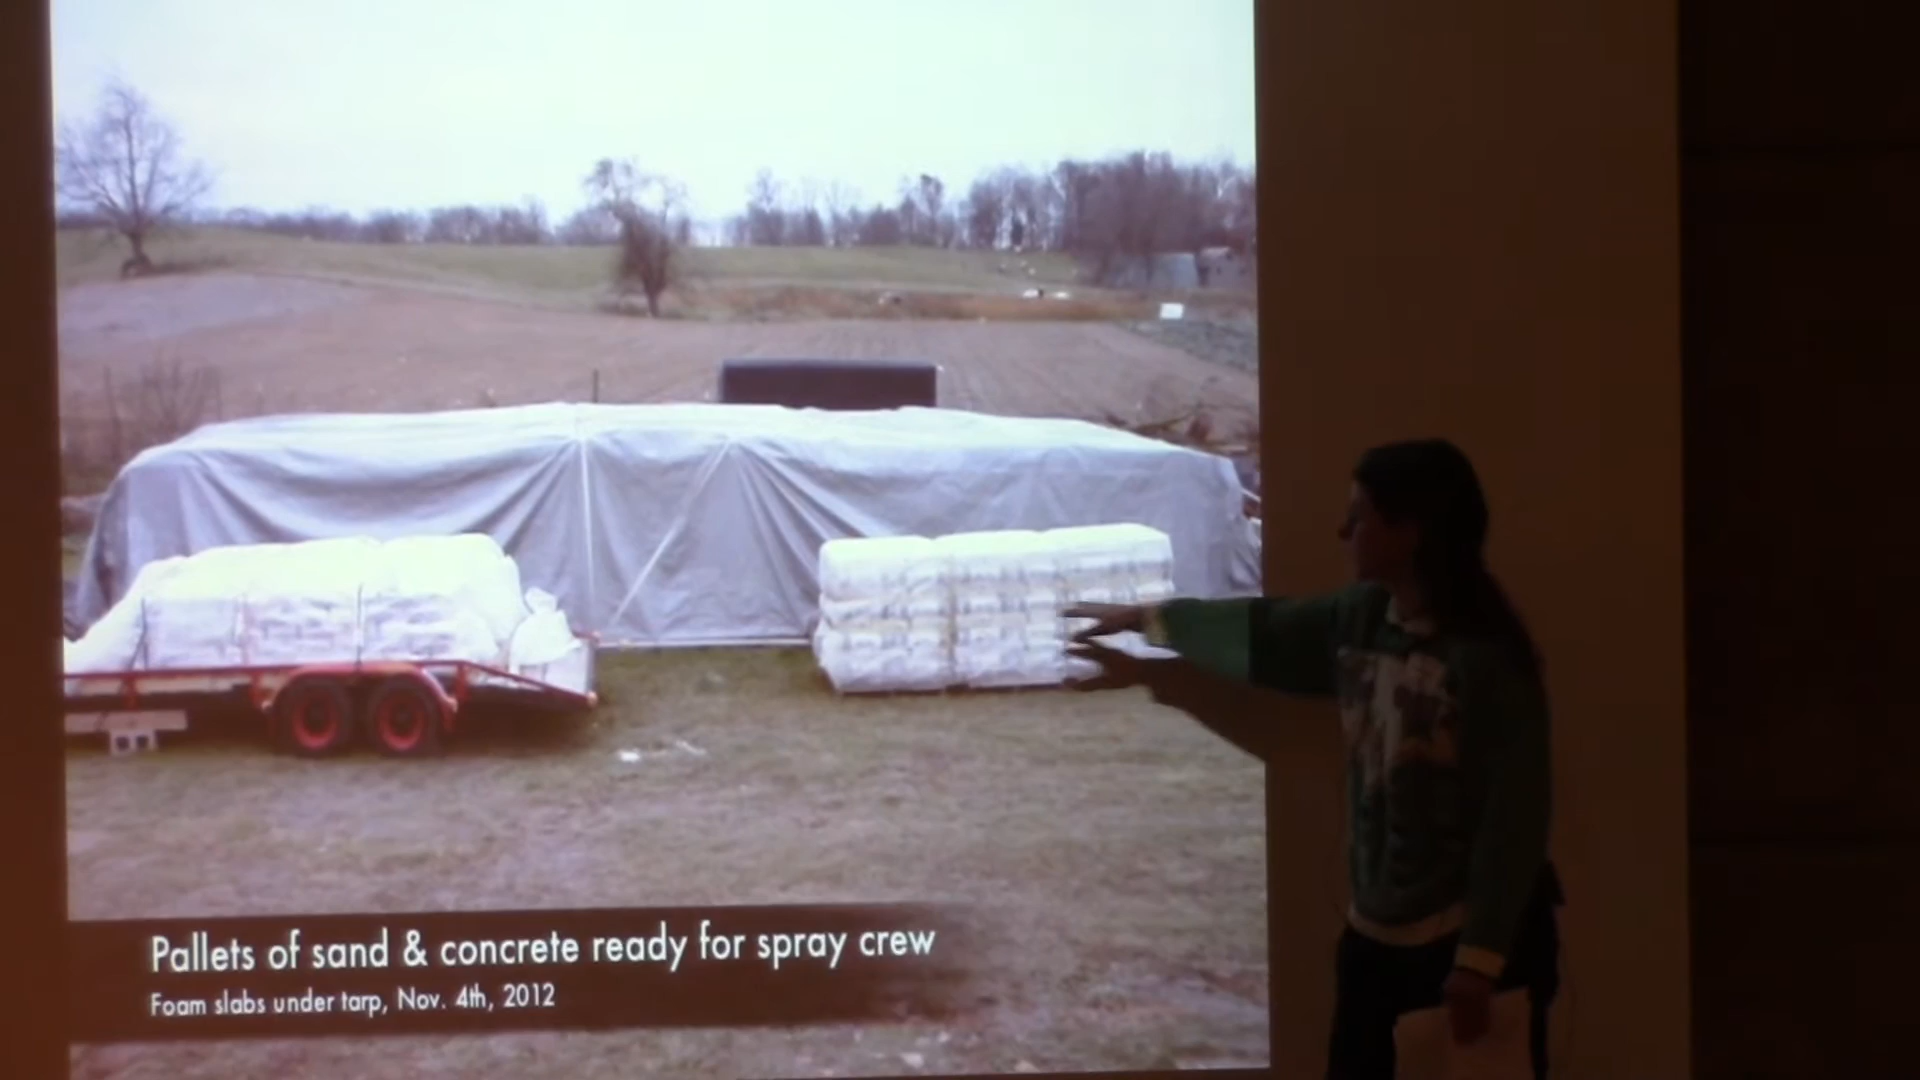 Pallets of sand & concrete ready for spray crew
Foam slabs under tarp, Nov. 4th, 2012